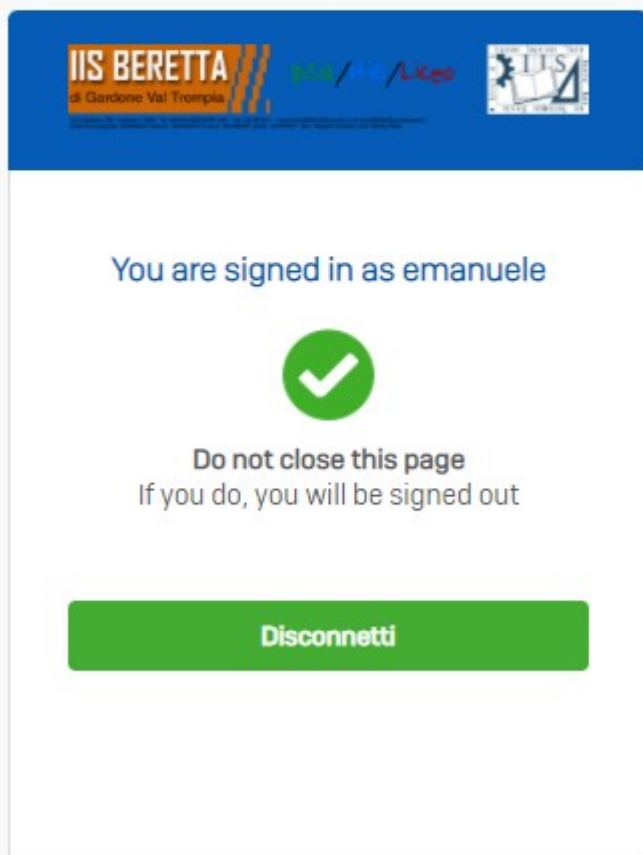 IIS BERETTA
di Gardone Val Trompia
/Liceo
IIS
You are signed in as emanuele
Do not close this page
If you do, you will be signed out
Disconnetti